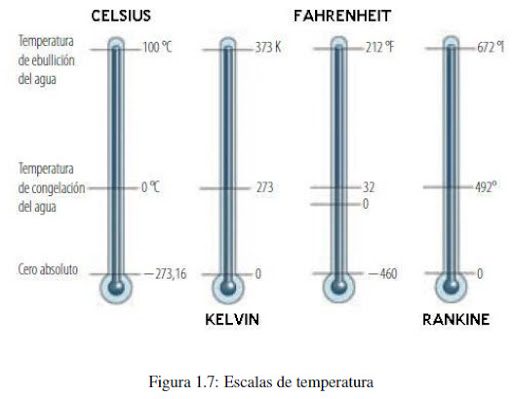 CELSIUS
FAHRENHEIT
Temperatura
de ebullición
del agua
100 °C
373 K
212 °F
672 °F
Temperatura
de congelación
del agua
0 °C
273
32
0
492°
Cero absoluto
—273,16
0
—460
0
KELVIN
RANKINE
Figura 1.7: Escalas de temperatura